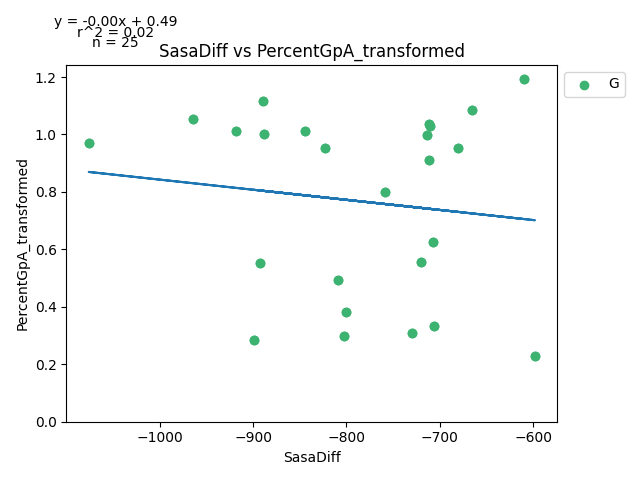 y = -0.00x + 0.49
r^2 = 0.02
n = 25
SasaDiff vs PercentGpA_transformed
G
1.2
1.0
0.8
0.6
0.4
0.2
0.0
PercentGpA_transformed
−1000
−900
−800
−700
−600
SasaDiff